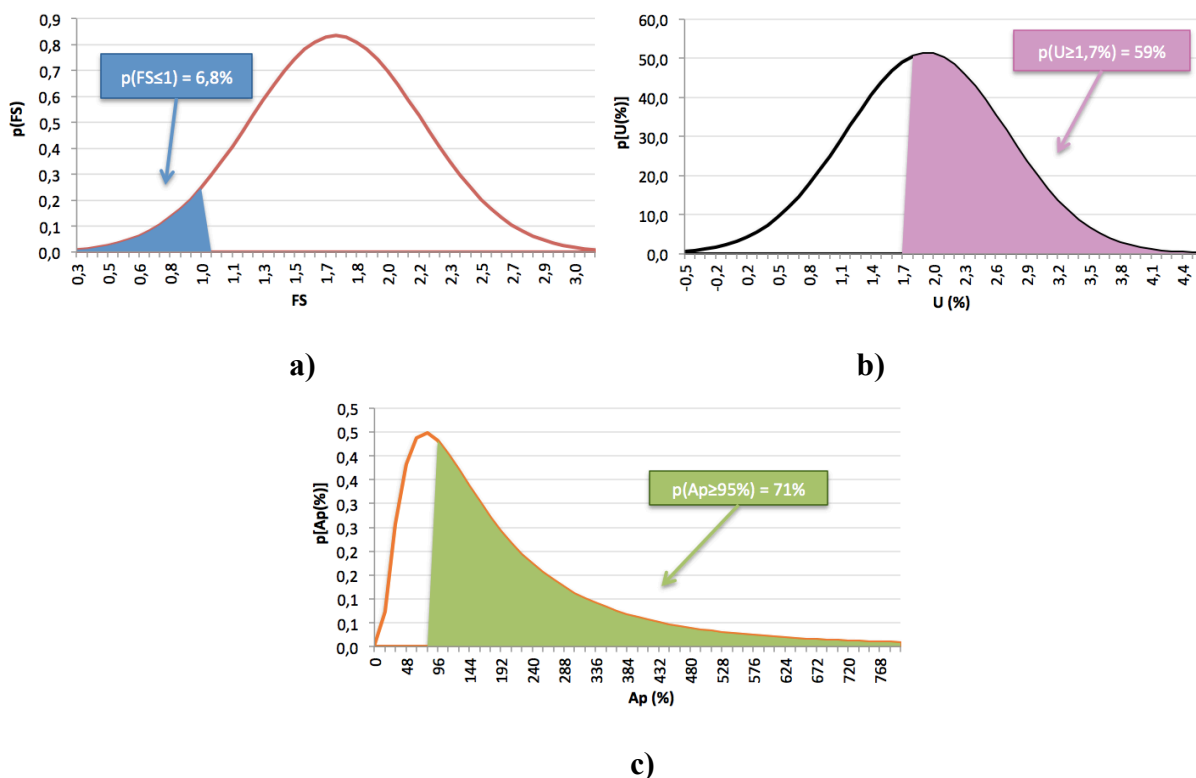 0,9
0,8
0,7
0,6
0,5
0,4
0,3
0,2
0,1
0,0
p(FS)
p(FS≤1) = 6,8%
0,3 0,5 0,6 0,8 1,0 1,1 1,3 1,5 1,7 1,8 2,0 2,2 2,3 2,5 2,7 2,9 3,0
FS
a)
60,0
50,0
40,0
30,0
20,0
10,0
0,0
p[U(%)]
p(U≥1,7%) = 59%
-0,5 -0,2 0,2 0,5 0,8 1,1 1,4 1,7 2,0 2,3 2,6 2,9 3,2 3,5 3,8 4,1 4,4
U (%)
b)
0,5
0,5
0,4
0,4
0,3
0,3
0,2
0,2
0,1
0,1
0,0
p[Ap(%)]
p(Ap≥95%) = 71%
0 48 96 144 192 240 288 336 384 432 480 528 576 624 672 720 768
Ap (%)
c)